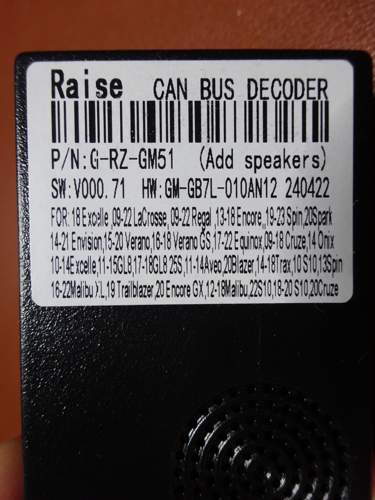 Raise CAN BUS DECODER
P/N:G-RZ-GM51 (Add speakers)
SW:V000.71 HW:GM-GB7L-010AN12 240422
FOR: 18 Excelle ,09-22 LaCrosse, 09-22 Regal ,13-18 Encore,,19-23 Spin,20Spark
14-21 Envision,15-20 Verano,16-18 Verano GS,17-22 Equinox,09-18 Cruze,14 Onix
10-14Excelle,11-15GL8,17-18GL8 25S,11-14Aveo,20Blazer,14-18Trax,10 S10,13Spin
16-22Malibu XL,19 Trailblazer,20 Encore GX,12-18Malibu,22S10,18-20 S10,20Cruze